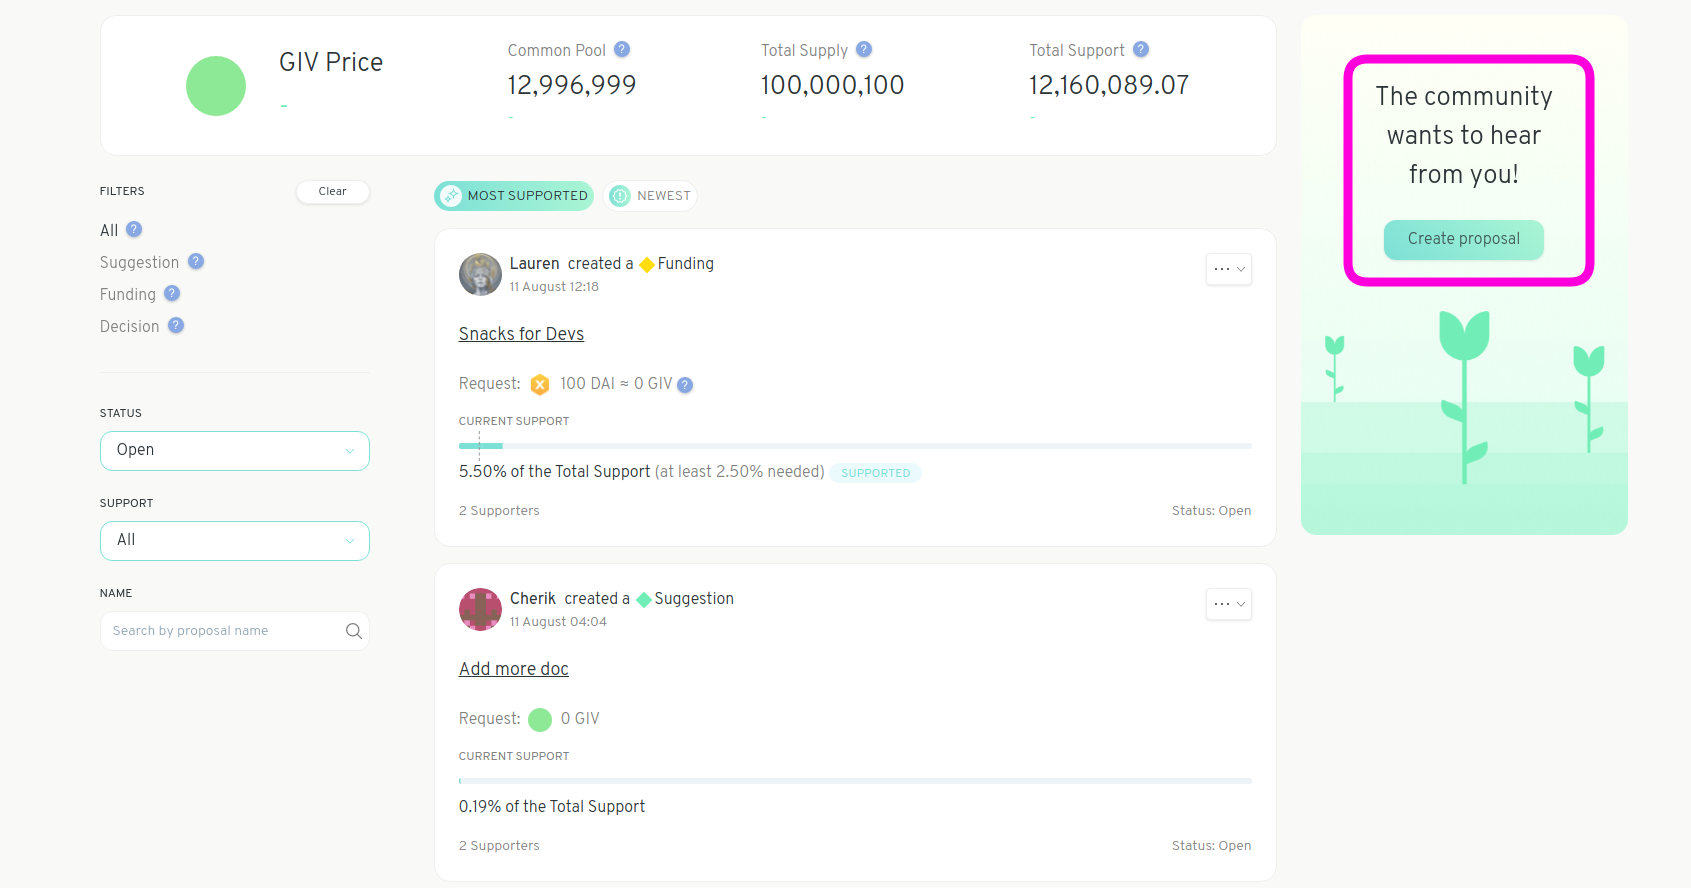 GIV Price
-
Common Pool ?
12,996,999
-
Total Supply ?
100,000,100
-
Total Support ?
12,160,089.07
-
The community
wants to hear
from you!
Create proposal
FILTERS
Clear
All ?
Suggestion ?
Funding ?
Decision ?
STATUS
Open
SUPPORT
All
NAME
Search by proposal name
MOST SUPPORTED
NEWEST
Lauren created a Funding
11 August 12:18
Snacks for Devs
Request: 100 DAI ≈ 0 GIV ?
CURRENT SUPPORT
5.50% of the Total Support (at least 2.50% needed) SUPPORTED
2 Supporters
Status: Open
Cherik created a Suggestion
11 August 04:04
Add more doc
Request: 0 GIV
CURRENT SUPPORT
0.19% of the Total Support
2 Supporters
Status: Open